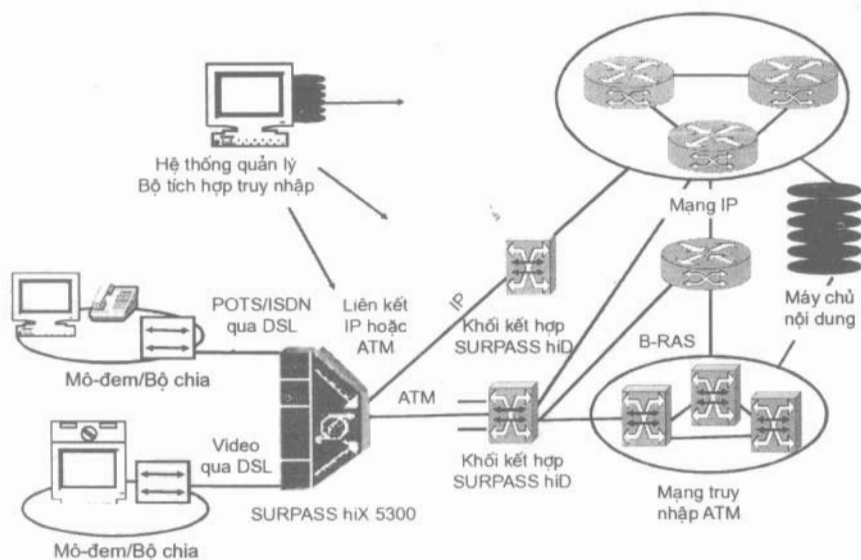 Hệ thống quản lý
Bộ tích hợp truy nhập
Mạng IP
POTS/ISDN
qua DSL
Liên kết
IP hoặc
ATM
IP
Khối kết hợp
SURPASS hiD
Máy chủ
nội dung
B-RAS
Mô-đem/Bộ chia
ATM
Video
qua DSL
Khối kết hợp
SURPASS hiD
SURPASS hiX 5300
Mạng truy
nhập ATM
Mô-đem/Bộ chia